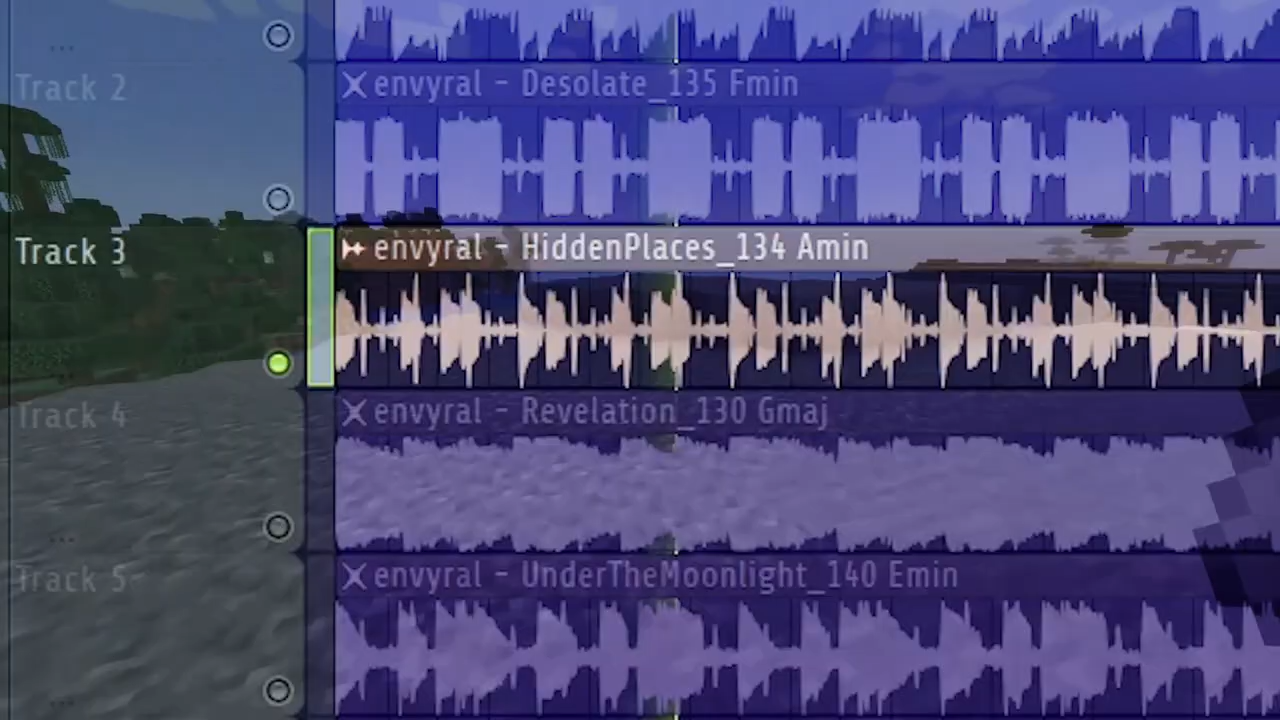 Track 2
envyral - Desolate_135 Fmin
Track 3
envyral - HiddenPlaces_134 Amin
Track 4
envyral - Revelation_130 Gmaj
Track 5
envyral - UnderTheMoonlight_140 Emin